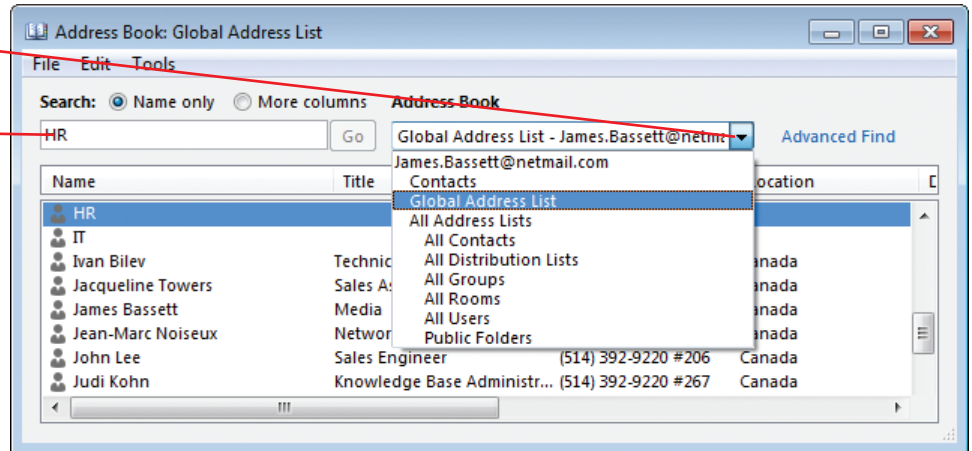 Address Book: Global Address List
File Edit Tools
Search: Name only More columns Address Book
HR Go Global Address List - James.Bassett@netm Advanced Find
James.Bassett@netmail.com
Contacts
Global Address List
All Address Lists
All Contacts
All Distribution Lists
All Groups
All Rooms
All Users
Public Folders
Name Title ocation
HR
IT
Ivan Bilev Technic anada
Jacqueline Towers Sales As anada
James Bassett Media anada
Jean-Marc Noiseux Networ anada
John Lee Sales Engineer (514) 392-9220 #206 Canada
Judi Kohn Knowledge Base Administr... (514) 392-9220 #267 Canada